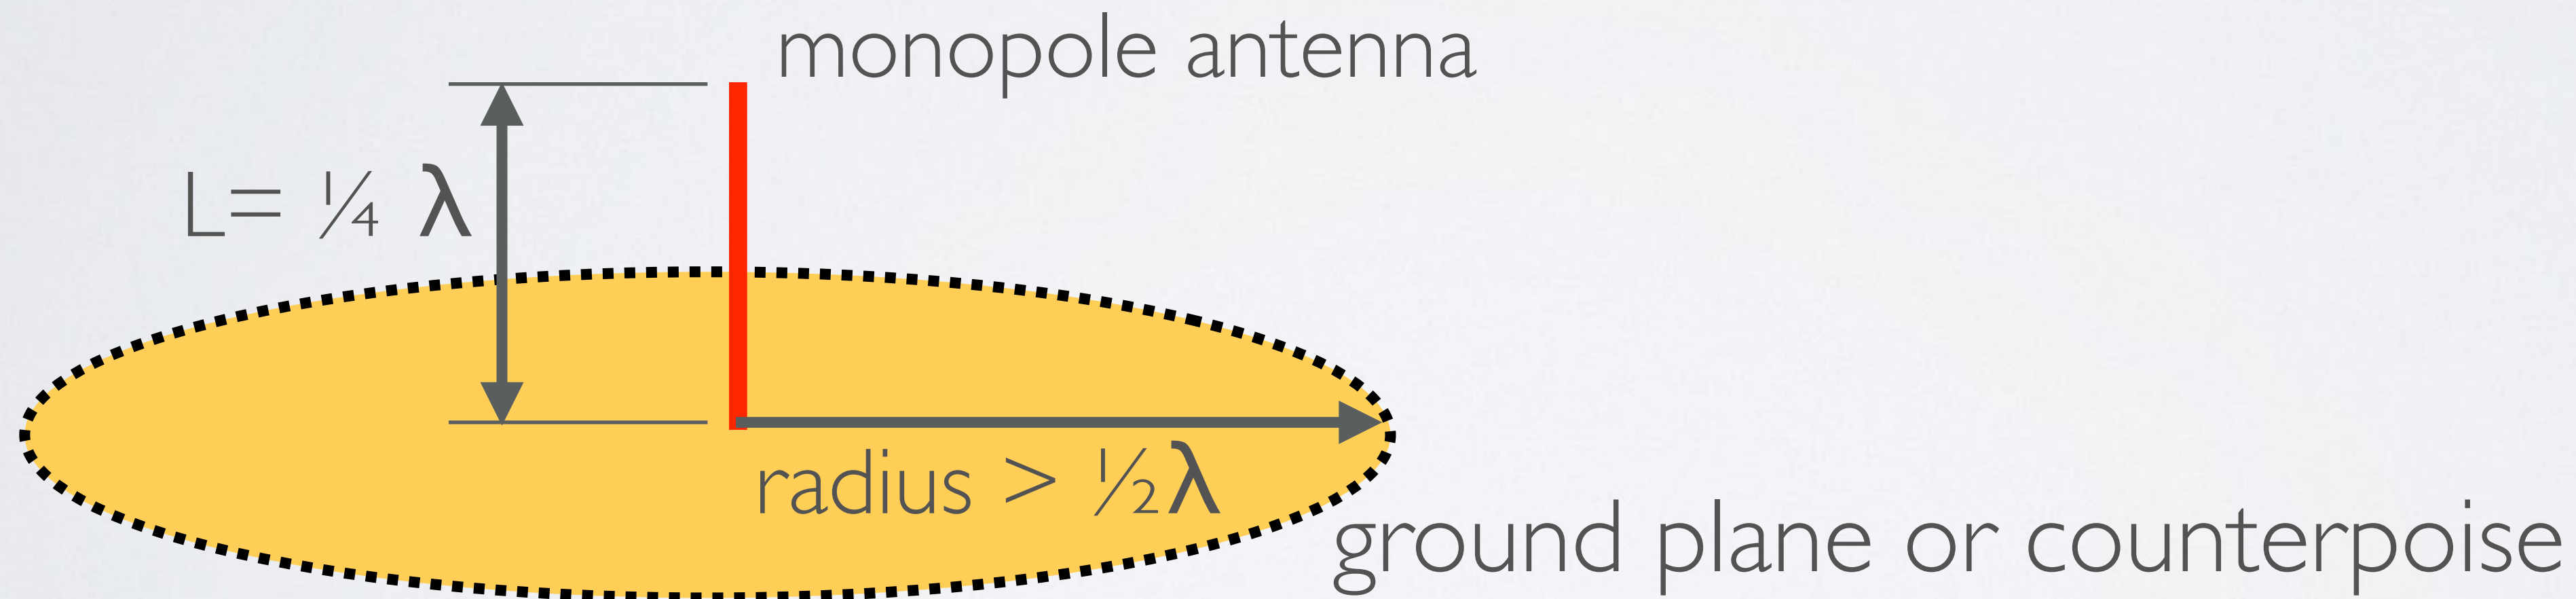 monopole antenna
L= ¼ λ
radius > ½λ
ground plane or counterpoise